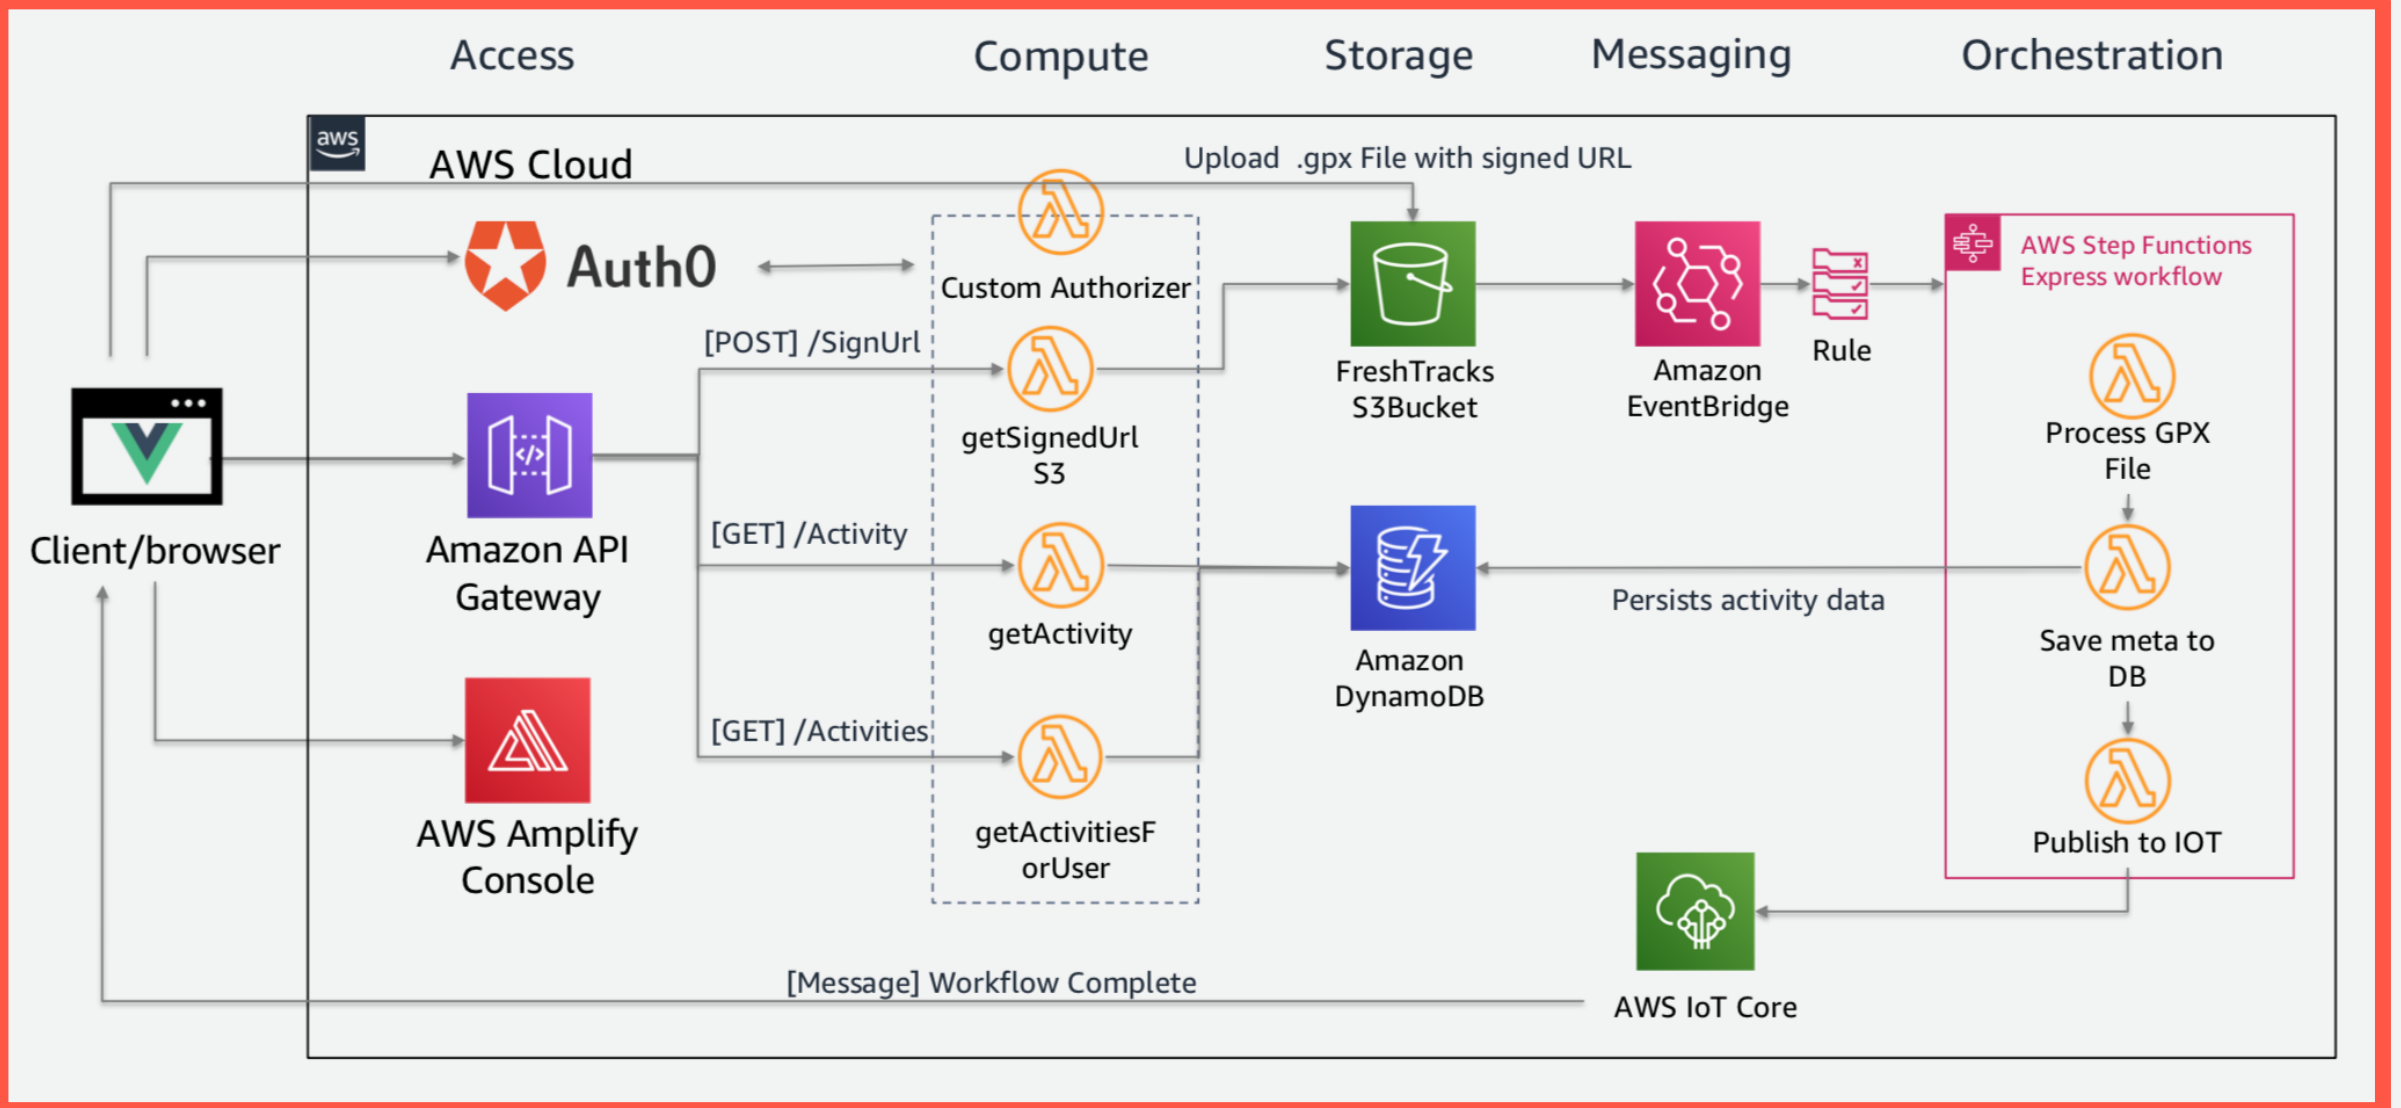 Access
Compute
Storage
Messaging
Orchestration
aws
AWS Cloud
Upload .gpx File with signed URL
Auth0
Custom Authorizer
AWS Step Functions
Express workflow
[POST] /SignUrl
FreshTracks
S3Bucket
Amazon
EventBridge
Rule
Process GPX
File
getSignedUrl
S3
Client/browser
Amazon API
Gateway
[GET] /Activity
getActivity
Persists activity data
Amazon
DynamoDB
Save meta to
DB
[GET] /Activities
getActivitiesF
orUser
AWS Amplify
Console
Publish to IOT
[Message] Workflow Complete
AWS IoT Core